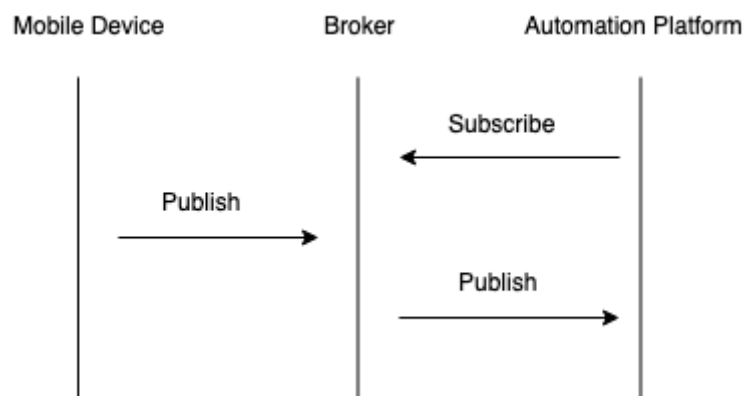 Mobile Device
Broker
Automation Platform
Subscribe
Publish
Publish